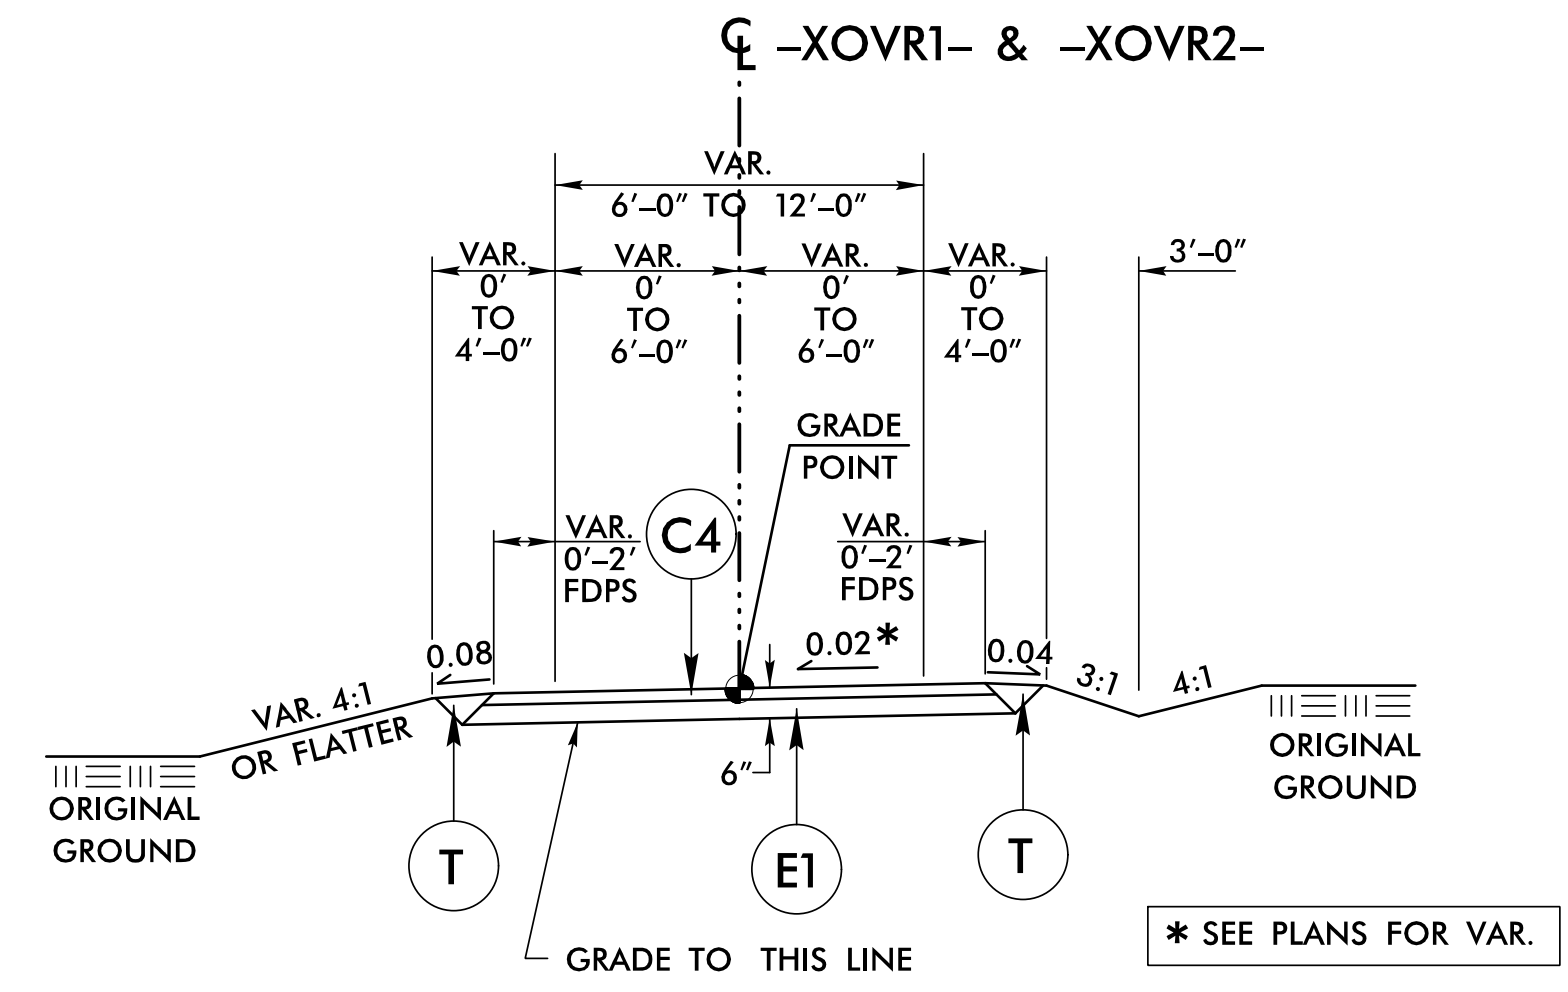 ℄ –XOVR1– & –XOVR2–
VAR.
6'–0" TO 12'–0"
VAR.
0'
TO
4'–0"
VAR.
0'
TO
6'–0"
VAR.
0'
TO
6'–0"
VAR.
0'
TO
4'–0"
3'–0"
GRADE
POINT
VAR.
0'–2'
FDPS
C4
VAR.
0'–2'
FDPS
0.08
0.02*
0.04
3:1
4:1
VAR. 4:1
OR FLATTER
6"
ORIGINAL
GROUND
ORIGINAL
GROUND
T
E1
T
GRADE TO THIS LINE
* SEE PLANS FOR VAR.